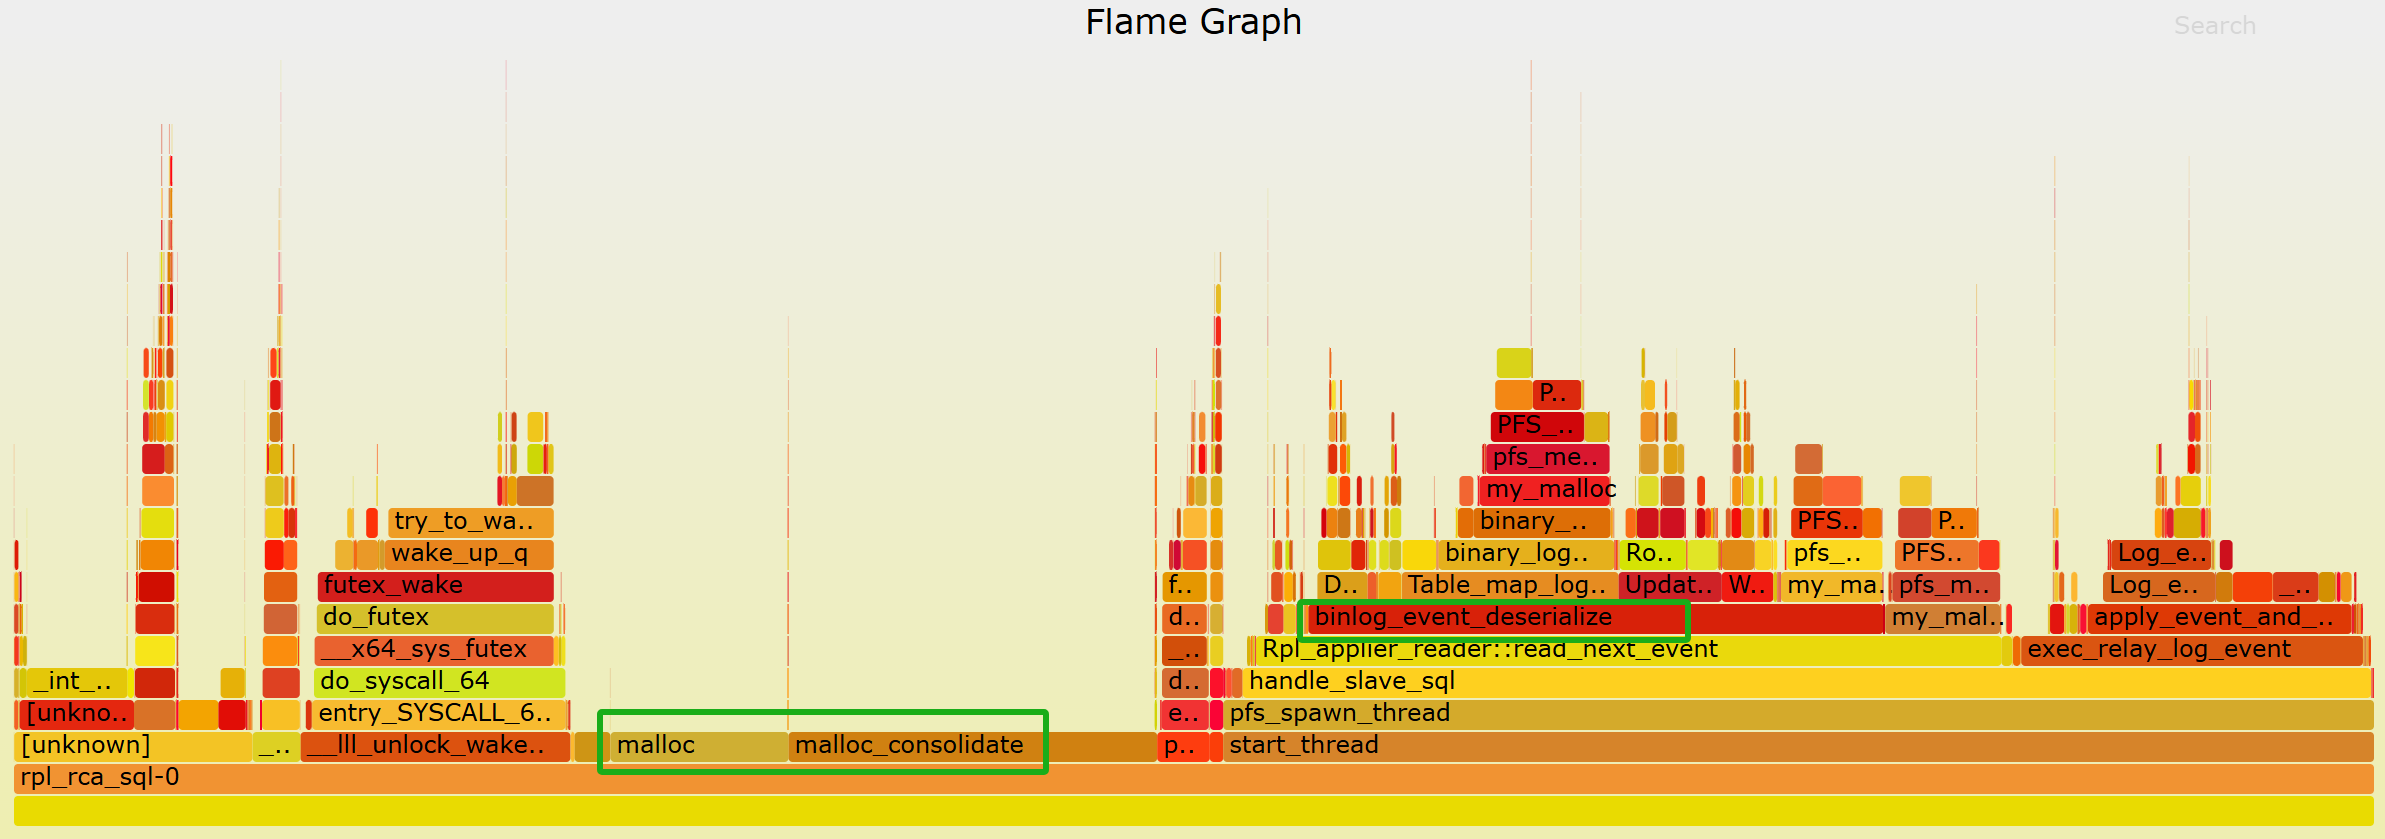 Flame Graph
Search
P..
PFS_..
pfs_me..
my_malloc
try_to_wa..
binary_..
PFS..
P..
wake_up_q
binary_log..
Ro..
pfs_..
PFS..
Log_e..
futex_wake
f..
D..
Table_map_log..
Updat..
W..
my_ma..
pfs_m..
Log_e..
_..
do_futex
d..
binlog_event_deserialize
my_mal..
apply_event_and_..
__x64_sys_futex
_..
Rpl_applier_reader::read_next_event
exec_relay_log_event
_int_..
do_syscall_64
d..
handle_slave_sql
[unkno..
entry_SYSCALL_6..
e..
pfs_spawn_thread
[unknown]
_..
__lll_unlock_wake..
malloc
malloc_consolidate
p..
start_thread
rpl_rca_sql-0